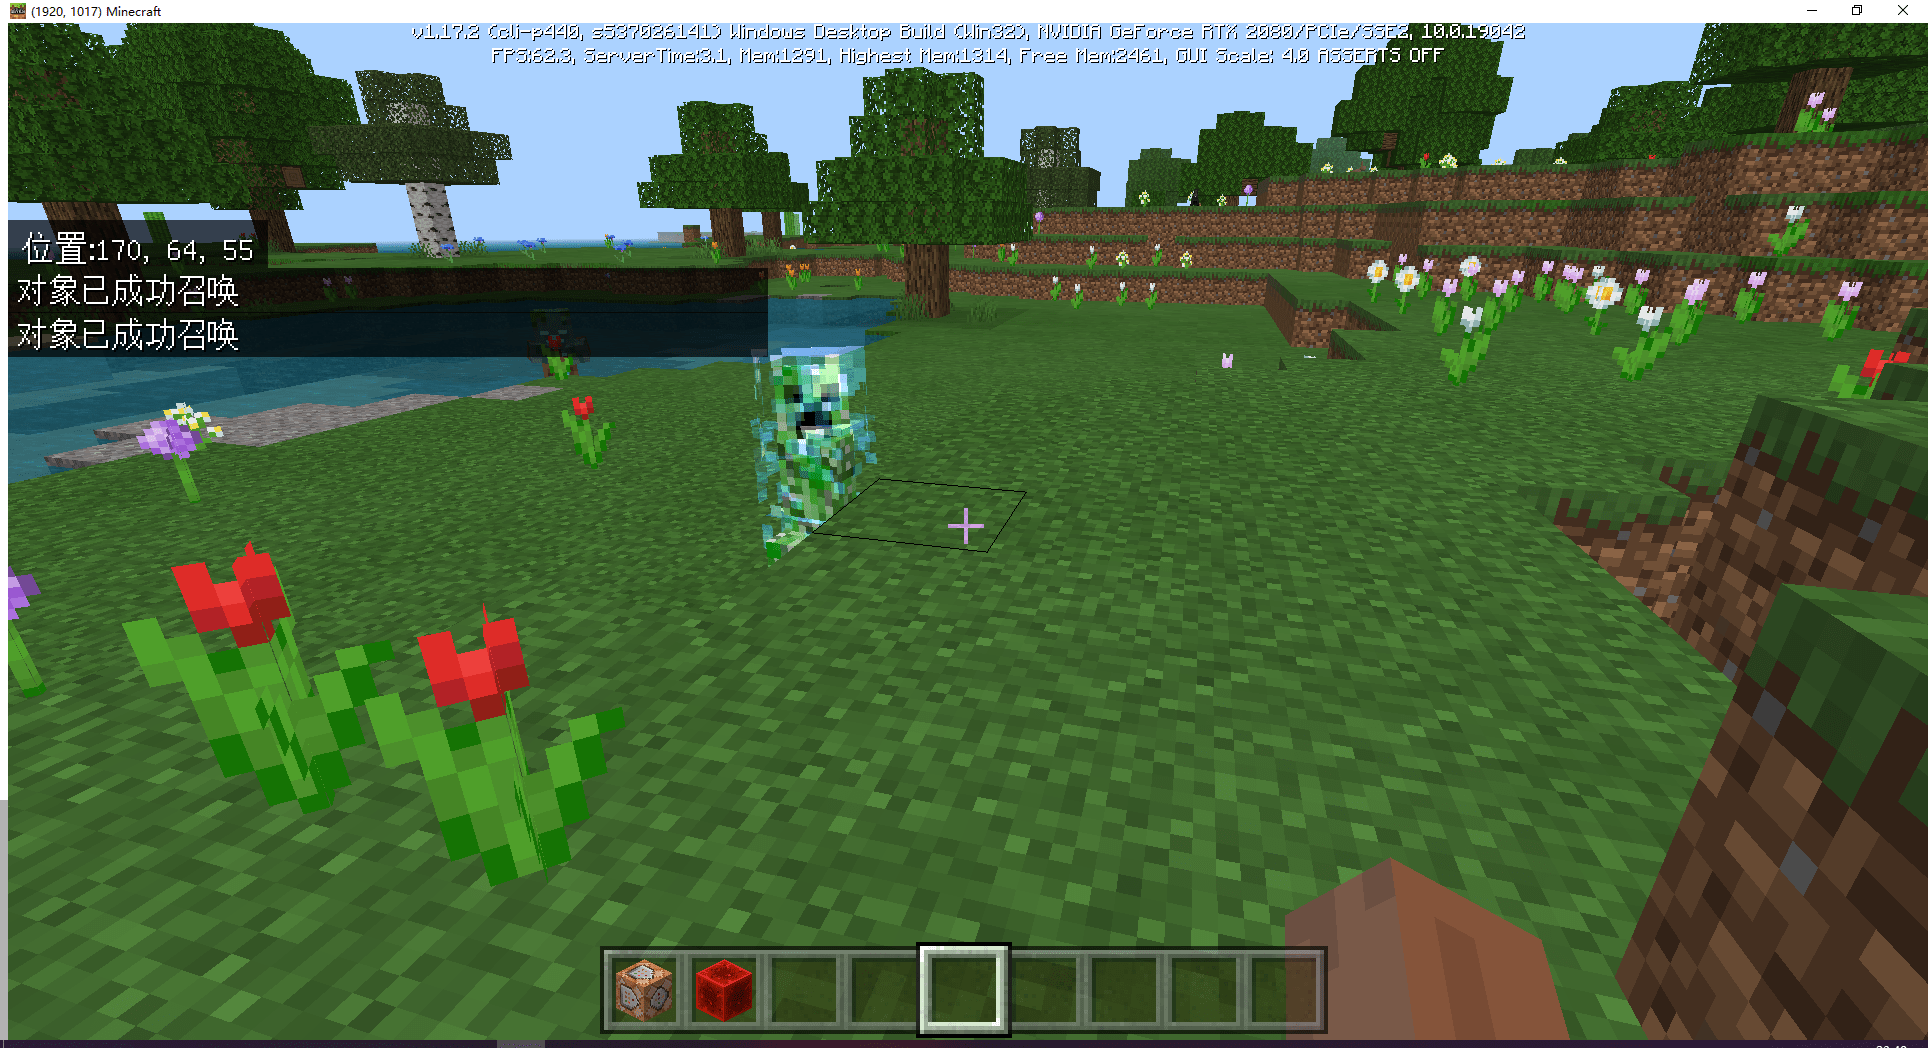 (1920, 1017) Minecraft
v1.17.2 (cli-p440, s537026141) Windows Desktop Build (Win32), NVIDIA GeForce RTX 2080/PCIe/SSE2, 10.0.19042
FPS:62.3, ServerTime:3.1, Mem:1291, Highest Mem:1314, Free Mem:2461, GUI Scale: 4.0 ASSERTS OFF
位置:170, 64, 55
对象已成功召唤
对象已成功召唤